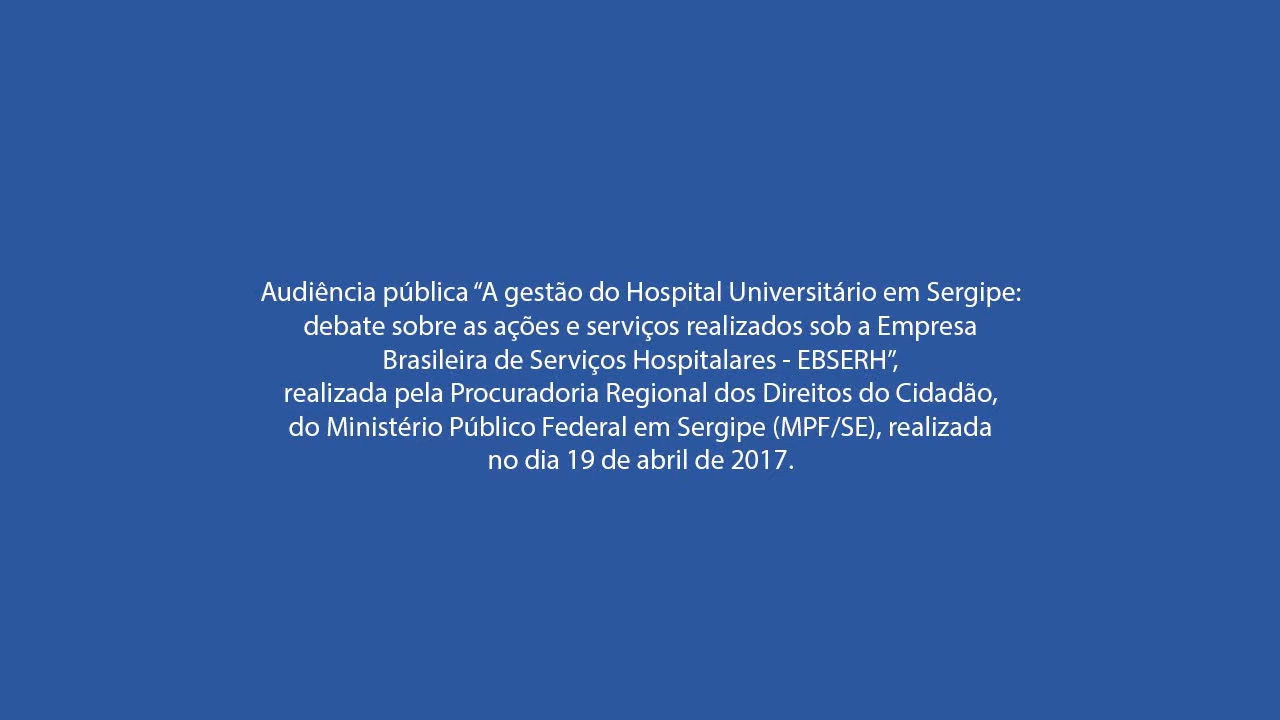 Audiência pública “A gestão do Hospital Universitário em Sergipe:
debate sobre as ações e serviços realizados sob a Empresa
Brasileira de Serviços Hospitalares - EBSERH”,
realizada pela Procuradoria Regional dos Direitos do Cidadão,
do Ministério Público Federal em Sergipe (MPF/SE), realizada
no dia 19 de abril de 2017.